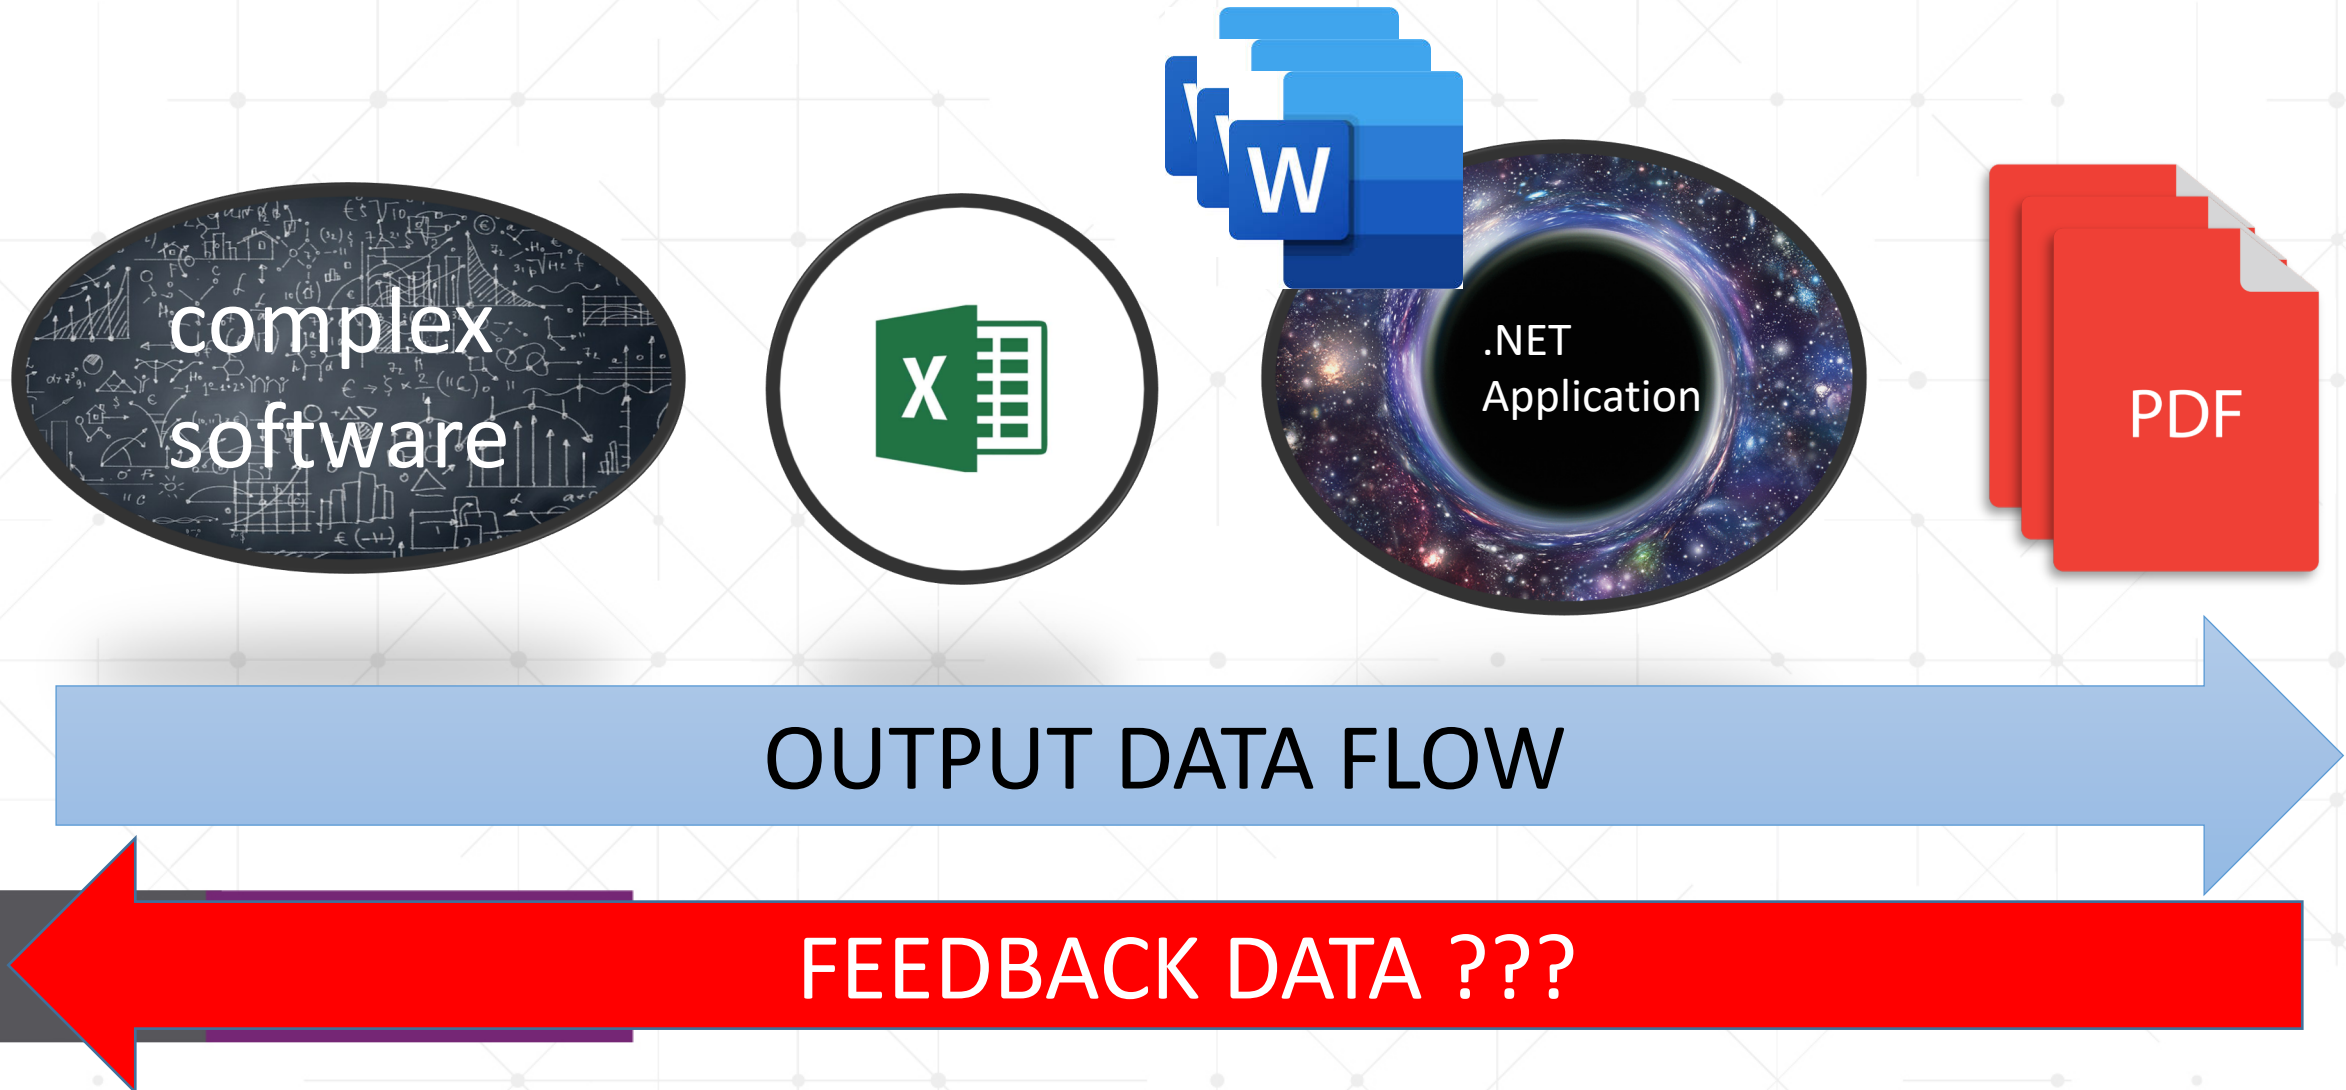 complex
software
X
W
.NET
Application
PDF
OUTPUT DATA FLOW
FEEDBACK DATA ???